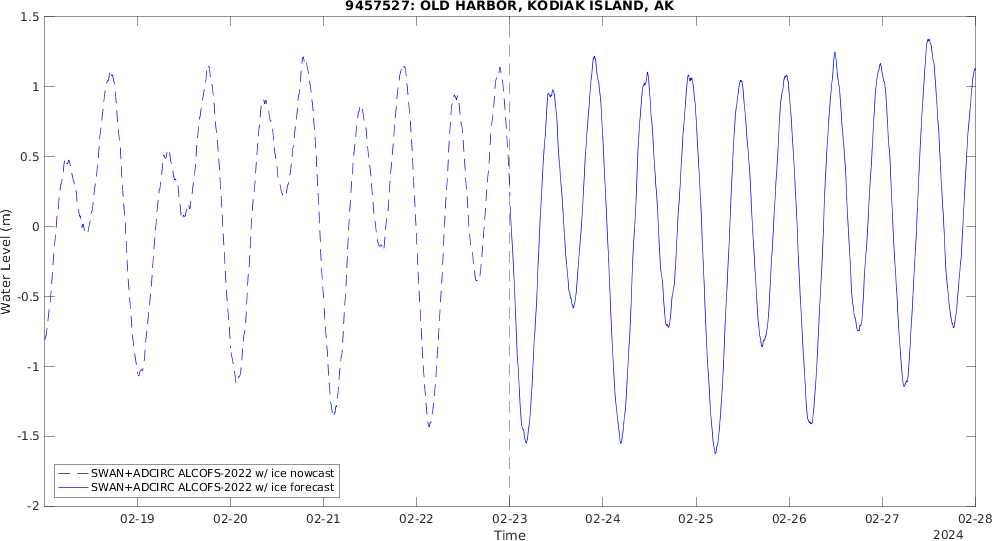 9457527: OLD HARBOR, KODIAK ISLAND, AK
1.5
1
0.5
0
-0.5
-1
-1.5
-2
Water Level (m)
SWAN+ADCIRC ALCOFS-2022 w/ ice nowcast
SWAN+ADCIRC ALCOFS-2022 w/ ice forecast
02-19 02-20 02-21 02-22 02-23 02-24 02-25 02-26 02-27 02-28
Time
2024